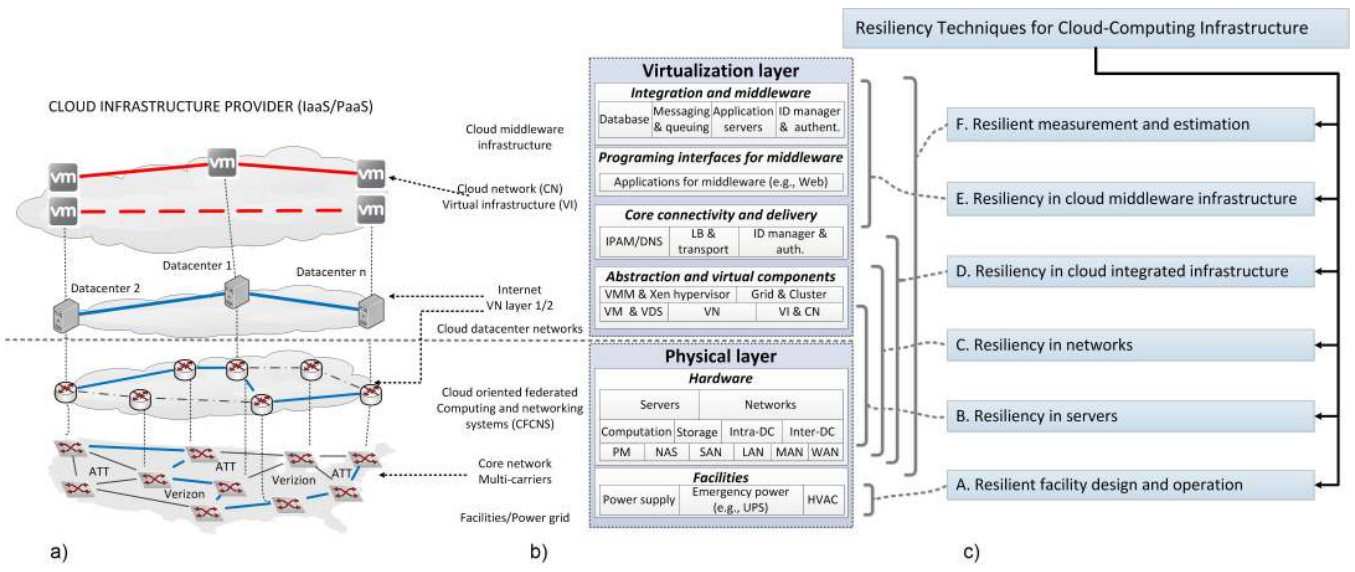 Resiliency Techniques for Cloud-Computing Infrastructure
CLOUD INFRASTRUCTURE PROVIDER (IaaS/PaaS)
vm
vm
vm
vm
vm
Datacenter 1
Datacenter 2
Datacenter n
ATT
Verizon
Verizion
ATT
a)
Cloud middleware
infrastructure
Cloud network (CN)
Virtual infrastructure (VI)
Internet
VN layer 1/2
Cloud datacenter networks
Cloud oriented federated
Computing and networking
systems (CFCNS)
Core network
Multi-carriers
Facilities/Power grid
b)
Virtualization layer
Integration and middleware
Database
Messaging
& queuing
Application
servers
ID manager
& authent.
Programing interfaces for middleware
Applications for middleware (e.g., Web)
Core connectivity and delivery
IPAM/DNS
LB &
transport
ID manager &
auth.
Abstraction and virtual components
VMM & Xen hypervisor
Grid & Cluster
VM & VDS
VN
VI & CN
Physical layer
Hardware
Servers
Networks
Computation
Storage
Intra-DC
Inter-DC
PM
NAS
SAN
LAN
MAN
WAN
Facilities
Power supply
Emergency power
(e.g., UPS)
HVAC
F. Resilient measurement and estimation
E. Resiliency in cloud middleware infrastructure
D. Resiliency in cloud integrated infrastructure
C. Resiliency in networks
B. Resiliency in servers
A. Resilient facility design and operation
c)